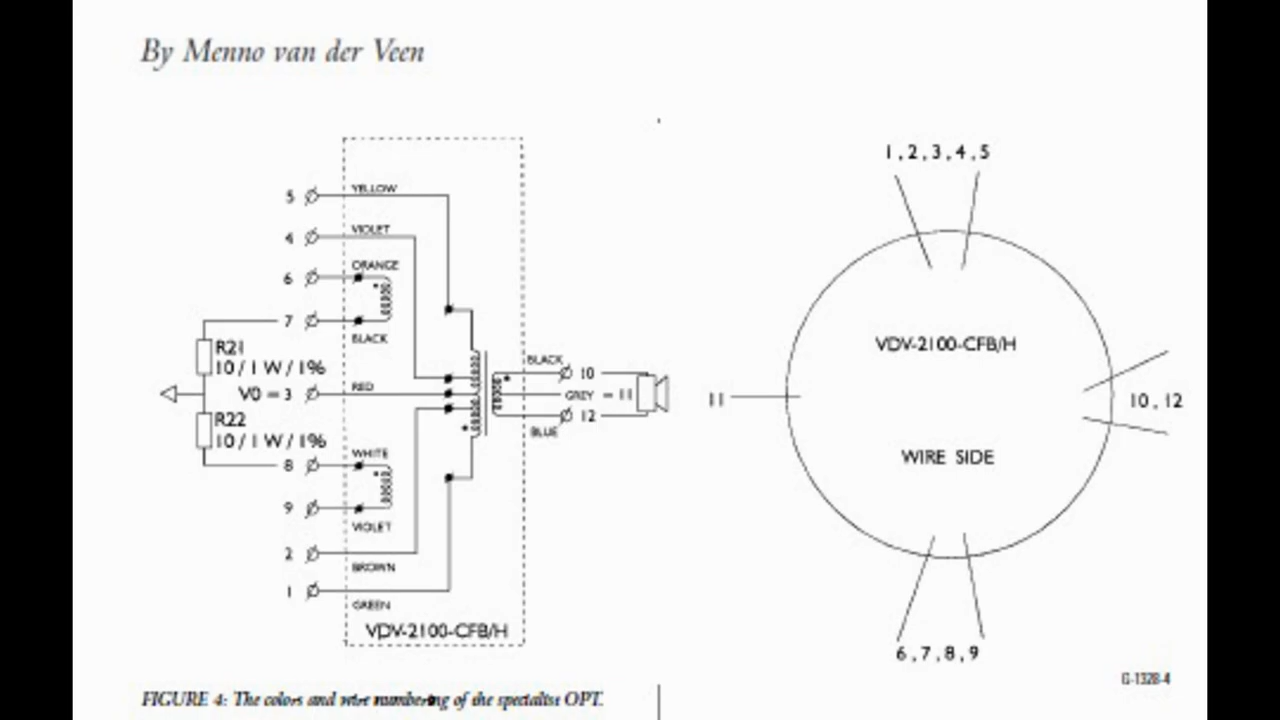 By Menno van der Veen
5 YELLOW
4 VIOLET
6 ORANGE
7
BLACK
R21
10 / 1 W / 1%
V0 = 3 RED
R22
10 / 1 W / 1%
8 WHITE
9
VIOLET
2
BROWN
1
GREEN
BLACK
10
GREY = 11
12
BLUE
VDV-2100-CFB/H
1 , 2 , 3 , 4 , 5
VDV-2100-CFB/H
11
10 , 12
WIRE SIDE
6 , 7 , 8 , 9
G-1328-4
FIGURE 4: The colors and wire numbering of the specialise OPT.